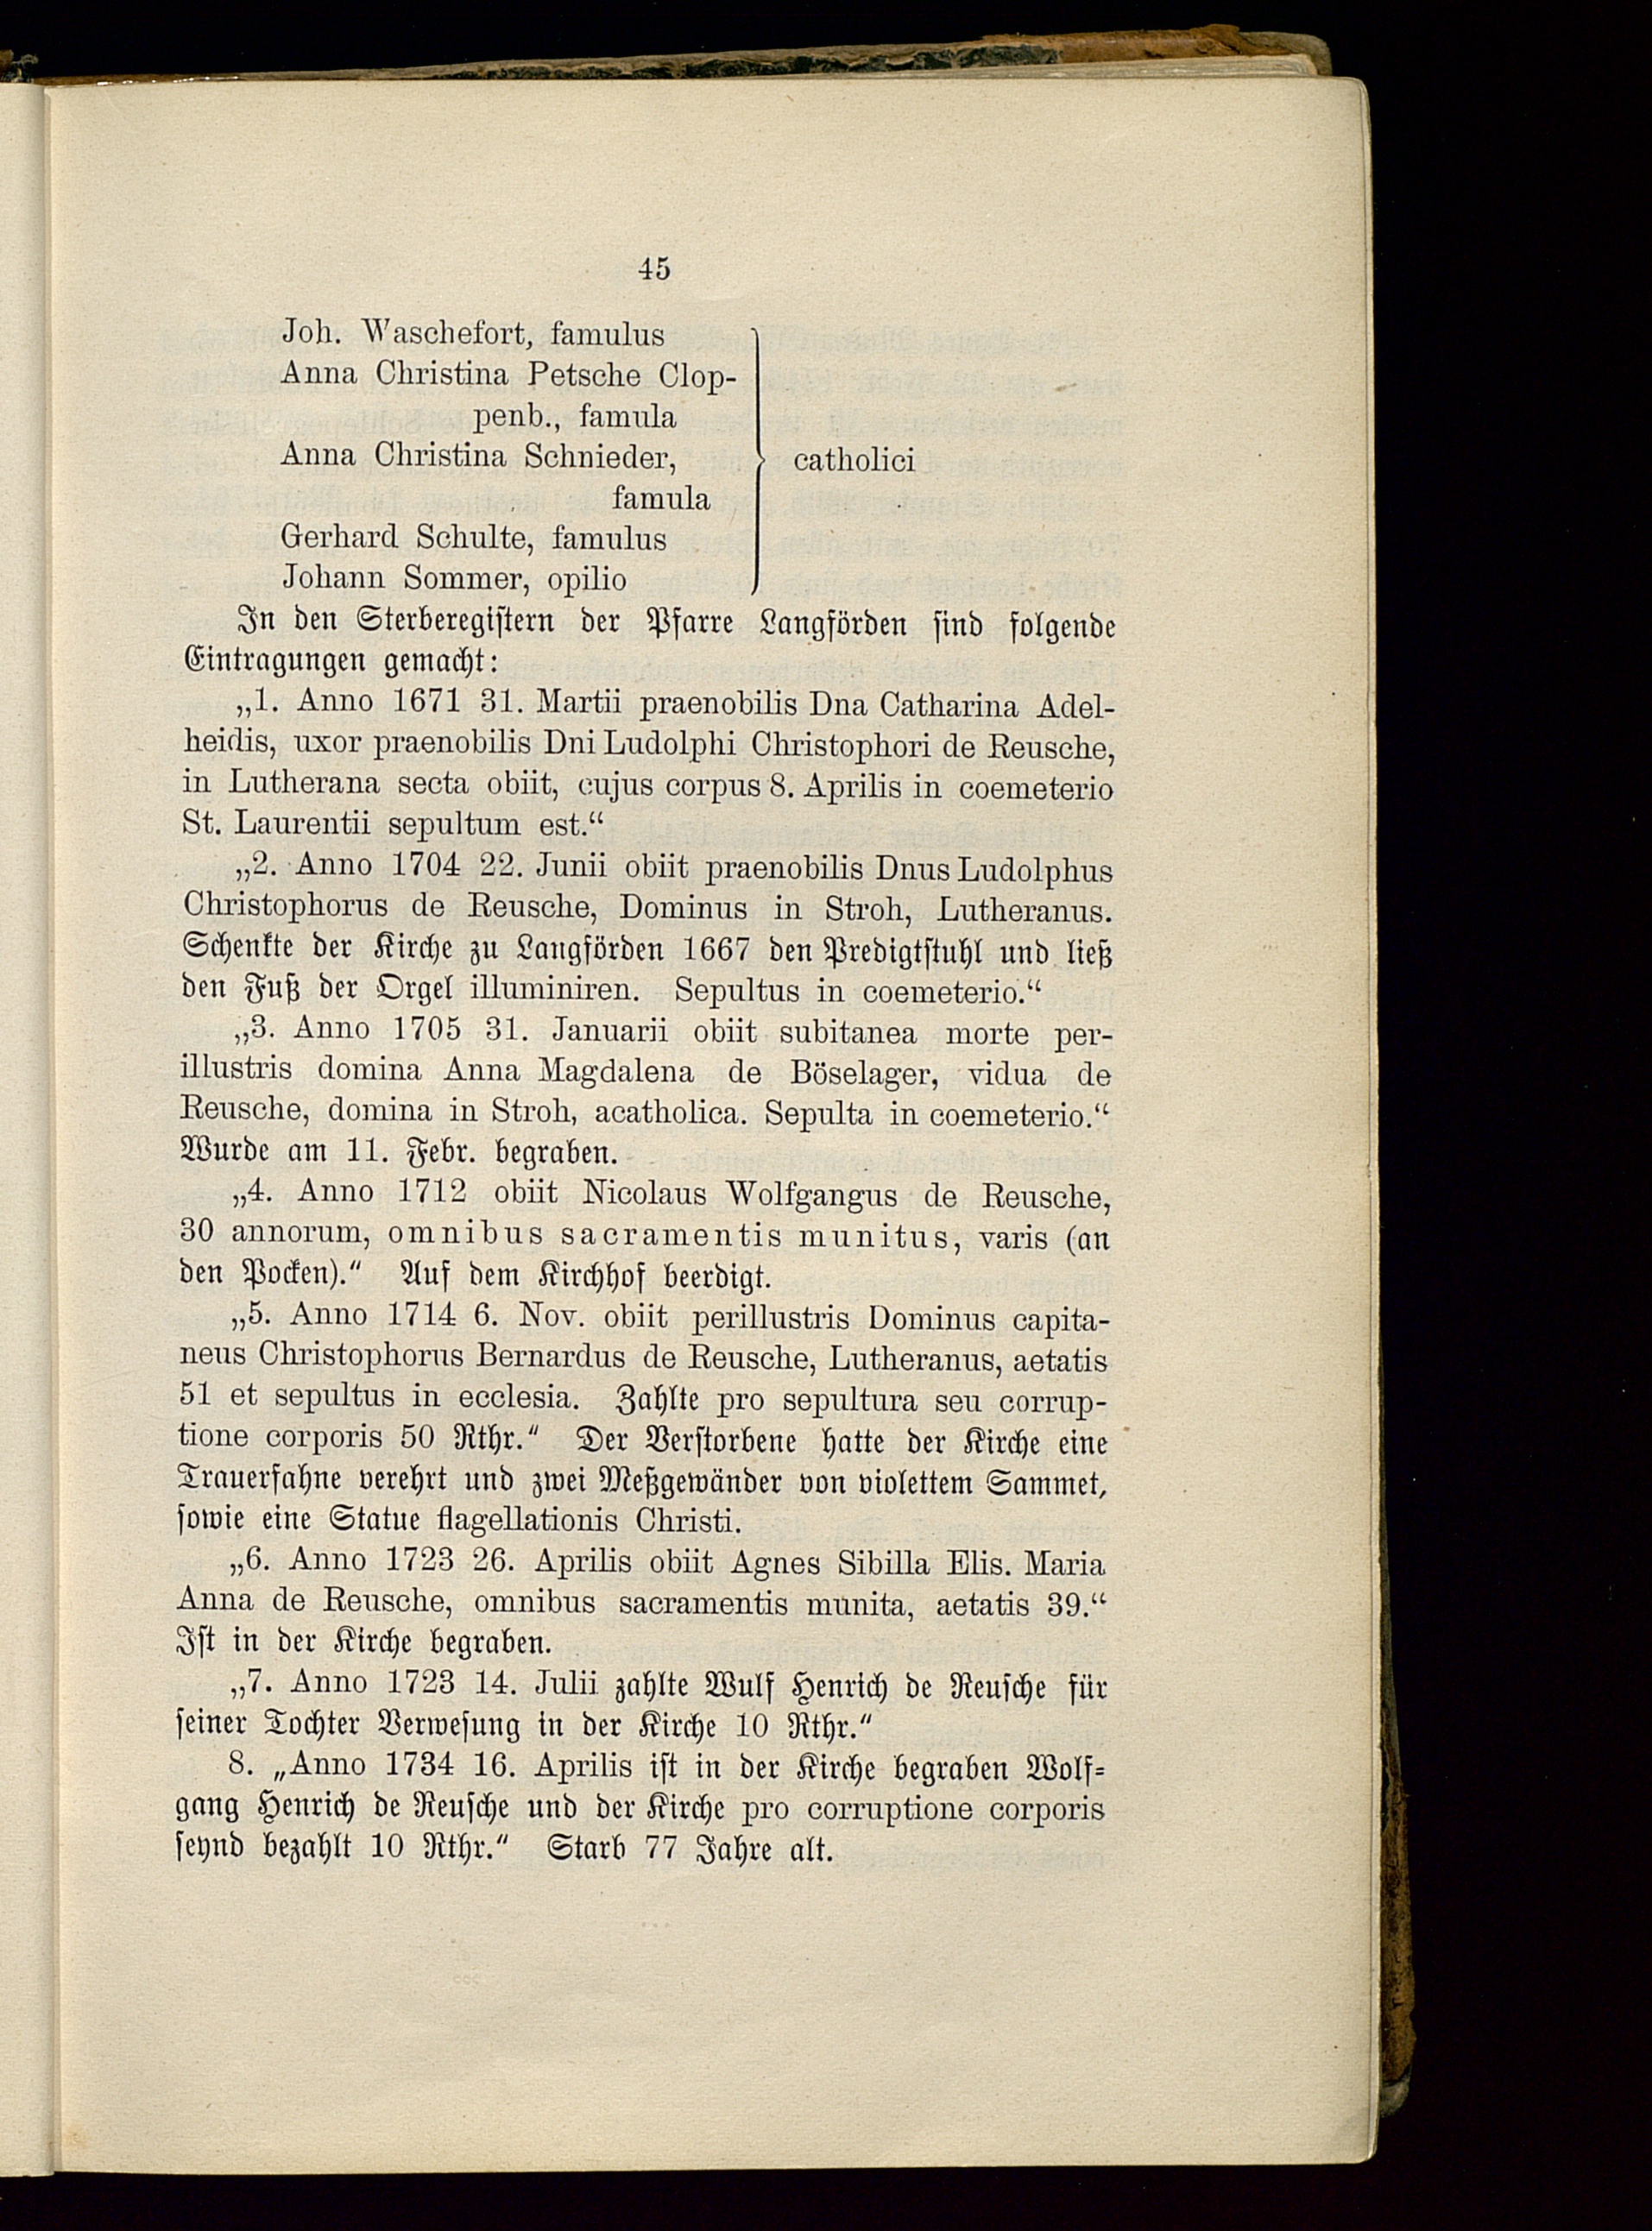 45
Joh. Waschefort, famulus
Anna Christina Petsche Clop-
penb., famula
Anna Christina Schnieder,
famula
Gerhard Schulte, famulus
Johann Sommer, opilio
catholici
In den Sterberegistern der Pfarre Langförden sind folgende
Eintragungen gemacht:
„1. Anno 1671 31. Martii praenobilis Dna Catharina Adel-
heidis, uxor praenobilis Dni Ludolphi Christophori de Reusche,
in Lutherana secta obiit, cujus corpus 8. Aprilis in coemeterio
St. Laurentii sepultum est.“
„2. Anno 1704 22. Junii obiit praenobilis Dnus Ludolphus
Christophorus de Reusche, Dominus in Stroh, Lutheranus.
Schenkte der Kirche zu Langförden 1667 den Predigtstuhl und ließ
den Fuß der Orgel illuminiren. Sepultus in coemeterio.“
„3. Anno 1705 31. Januarii obiit subitanea morte per-
illustris domina Anna Magdalena de Böselager, vidua de
Reusche, domina in Stroh, acatholica. Sepulta in coemeterio.“
Wurde am 11. Febr. begraben.
„4. Anno 1712 obiit Nicolaus Wolfgangus de Reusche,
30 annorum, omnibus sacramentis munitus, varis (an
den Pocken).“ Auf dem Kirchhof beerdigt.
„5. Anno 1714 6. Nov. obiit perillustris Dominus capita-
neus Christophorus Bernardus de Reusche, Lutheranus, aetatis
51 et sepultus in ecclesia. Zahlte pro sepultura seu corrup-
tione corporis 50 Rthr.“ Der Verstorbene hatte der Kirche eine
Trauerfahne verehrt und zwei Meßgewänder von violettem Sammet,
sowie eine Statue flagellationis Christi.
„6. Anno 1723 26. Aprilis obiit Agnes Sibilla Elis. Maria
Anna de Reusche, omnibus sacramentis munita, aetatis 39.“
Ist in der Kirche begraben.
„7. Anno 1723 14. Julii zahlte Wulf Henrich de Reusche für
seiner Tochter Verwesung in der Kirche 10 Rthr.“
8. „Anno 1734 16. Aprilis ist in der Kirche begraben Wolf-
gang Henrich de Reusche und der Kirche pro corruptione corporis
seynd bezahlt 10 Rthr.“ Starb 77 Jahre alt.